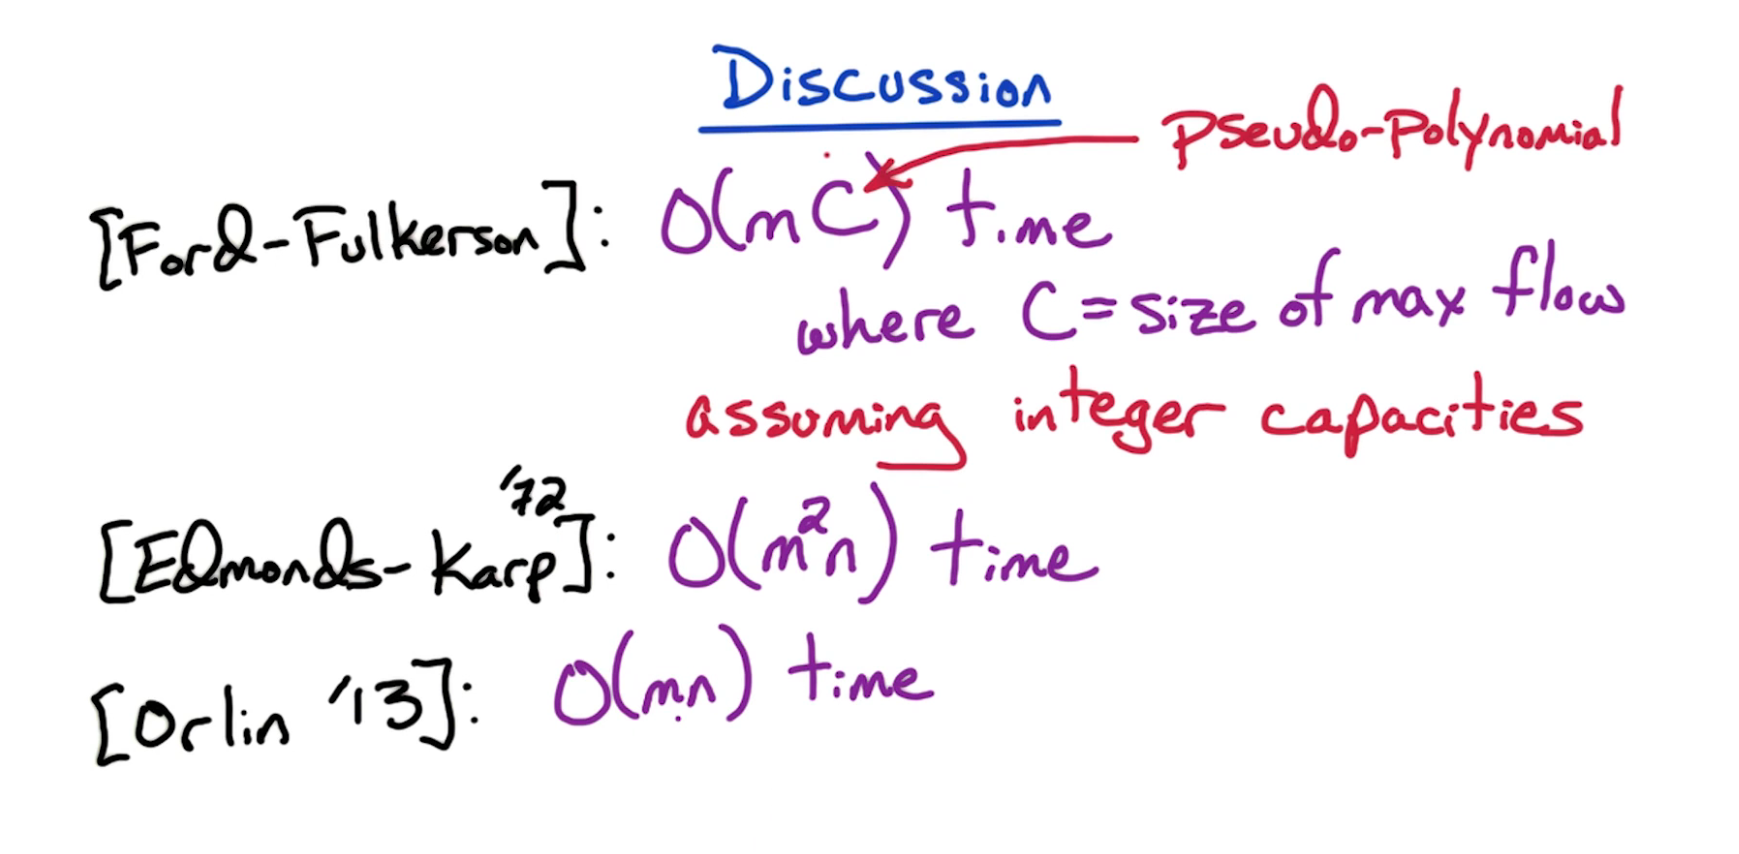 Discussion
Pseudo-Polynomial
[Ford-Fulkerson]: O(mC) time
where C = size of max flow
assuming integer capacities
[Edmonds-Karp '72]: O(m²n) time
[Orlin '13]: O(mn) time